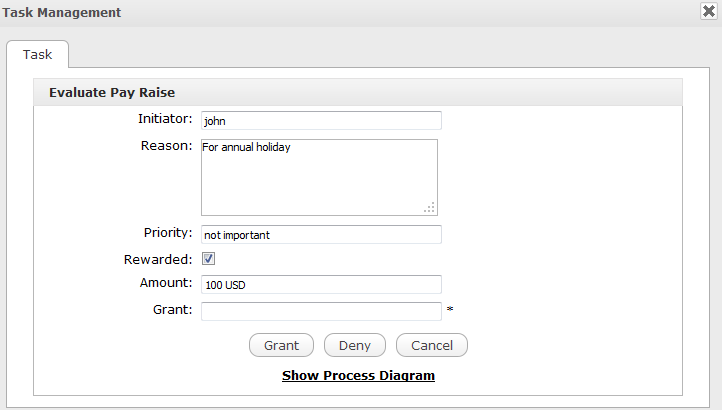 Task Management
Task
Evaluate Pay Raise
Initiator: john
Reason: For annual holiday
Priority: not important
Rewarded:
Amount: 100 USD
Grant: *
Grant Deny Cancel
Show Process Diagram